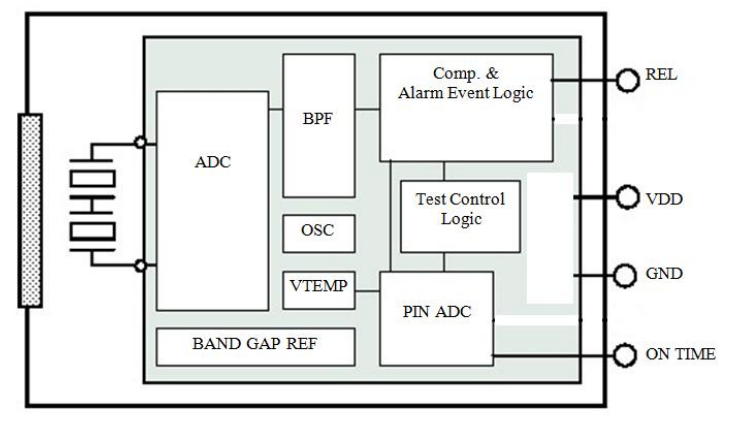 Comp. &
Alarm Event Logic
REL
BPF
ADC
Test Control
Logic
VDD
OSC
GND
VTEMP
PIN ADC
BAND GAP REF
ON TIME